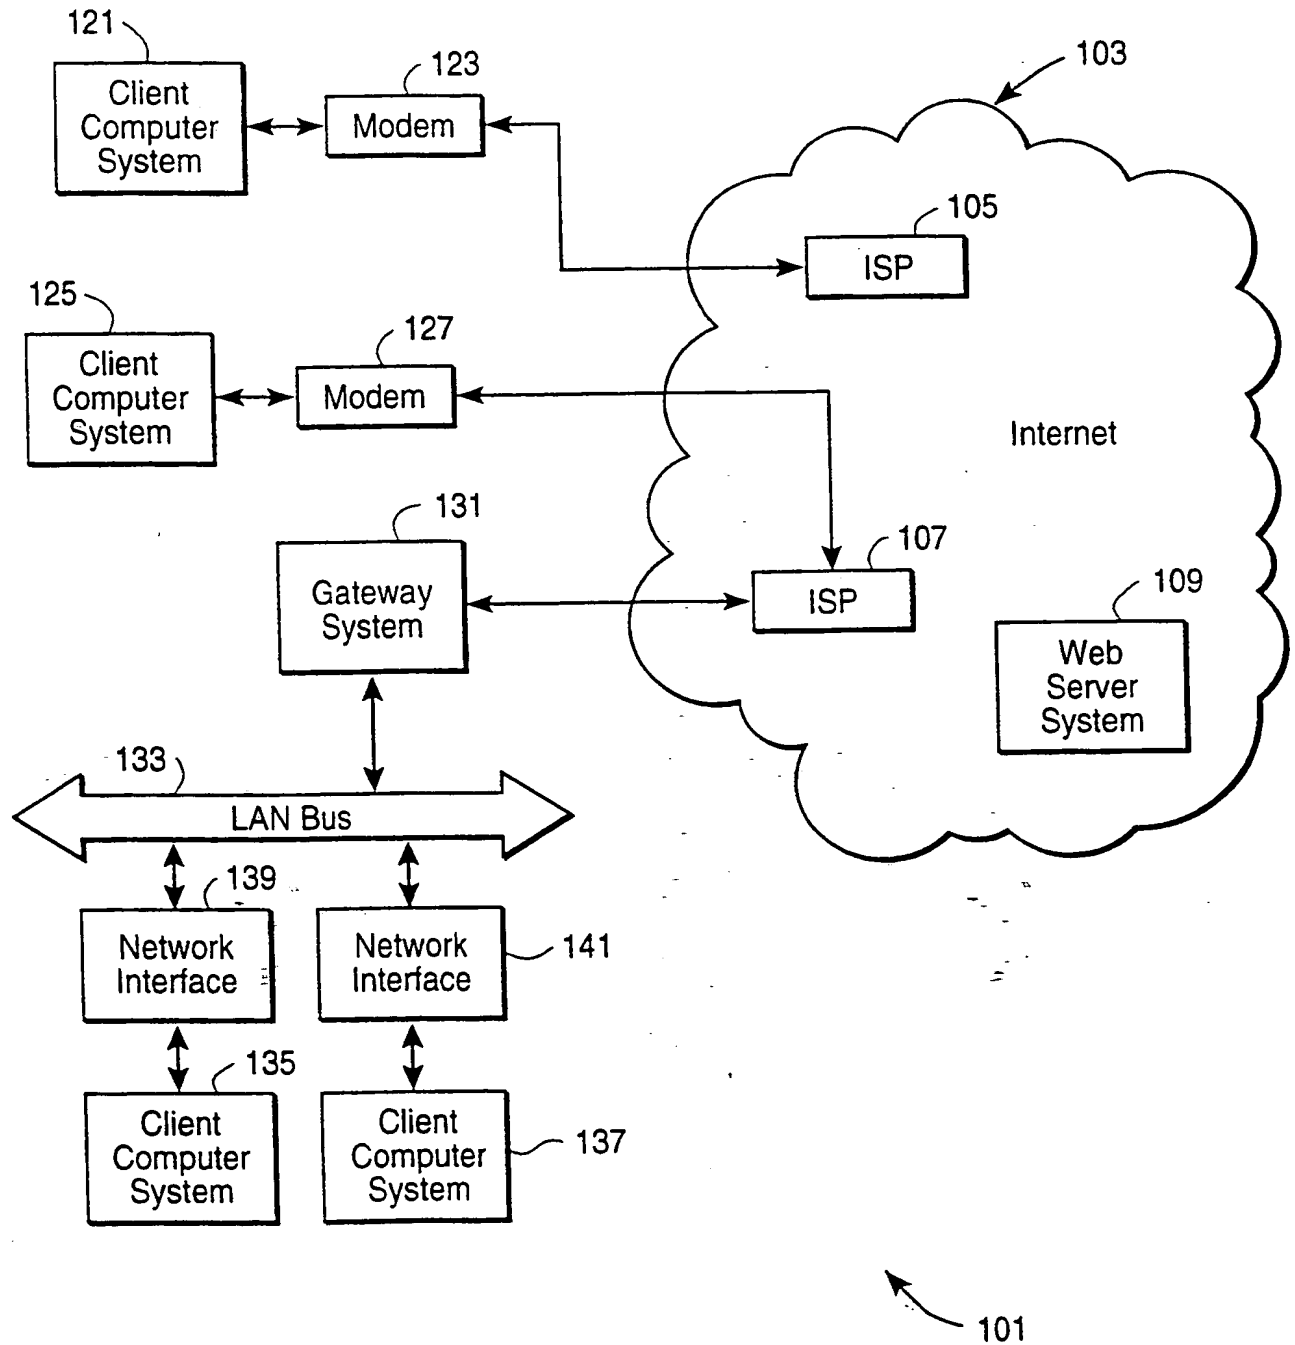 121
Client
Computer
System
123
Modem
103
105
ISP
125
Client
Computer
System
127
Modem
Internet
131
Gateway
System
107
ISP
109
Web
Server
System
133
LAN Bus
139
Network
Interface
Network
Interface
141
135
Client
Computer
System
Client
Computer
System
137
101